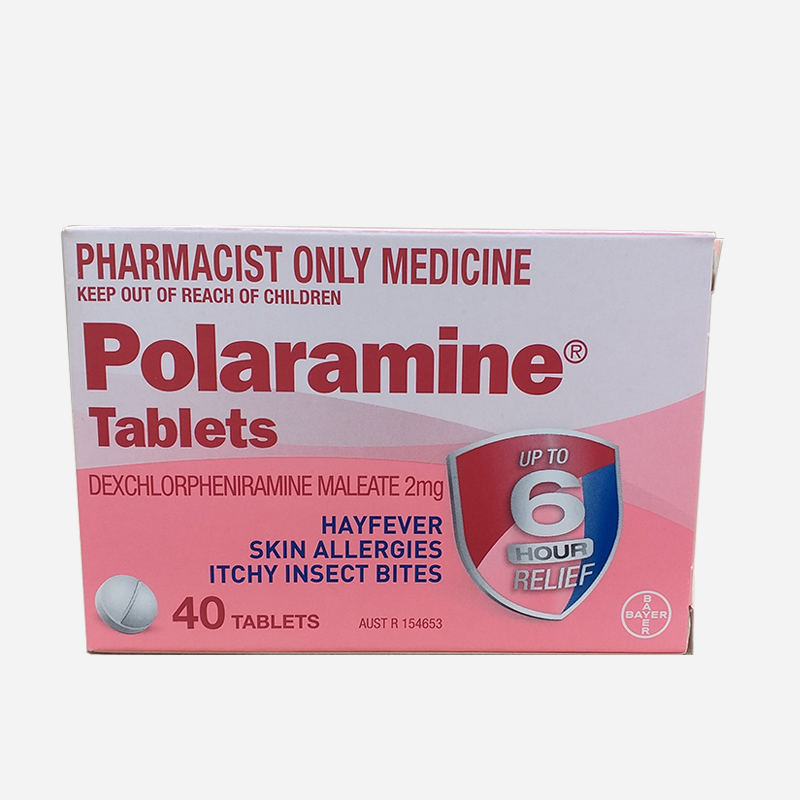 PHARMACIST ONLY MEDICINE
KEEP OUT OF REACH OF CHILDREN
Polaramine®
Tablets
DEXCHLORPHENIRAMINE MALEATE 2mg
HAYFEVER
SKIN ALLERGIES
ITCHY INSECT BITES
UP TO
6
HOUR
RELIEF
40 TABLETS
AUST R 154653
BAYER
BAYER